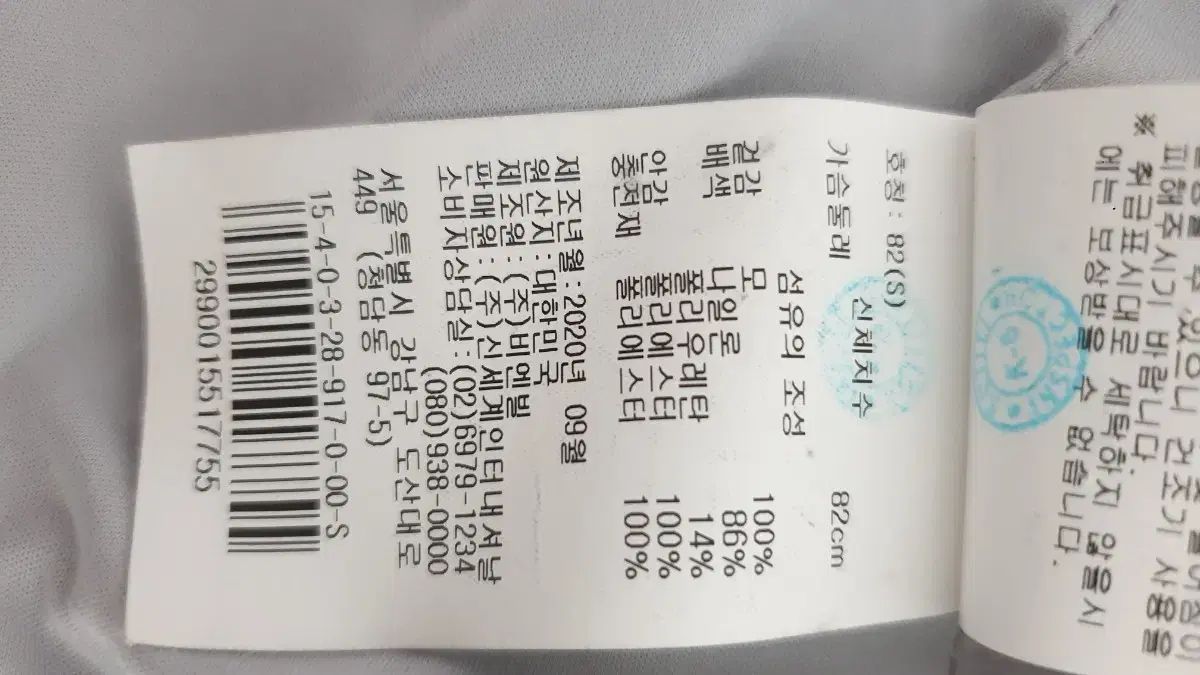 있으니 건조기 사용을
피해주시기 바랍니다.
※ 취급표시대로 세탁하지 않을시
에는 보상받을 수 없습니다.
호칭: 82(S)
신체치수
가슴둘레 82cm
섬유의 조성
겉감 모 100%
배색 나일론 86%
폴리우레탄 14%
안감 폴리에스터 100%
충전재 폴리에스터 100%
제조년월:2020년 09월
원산지:대한민국
제조원:(주)비엔빌
판매원:(주)신세계인터내셔날
소비자상담실:(02)6979-1234
(080)938-0000
서울특별시 강남구 도산대로
449 (청담동 97-5)
15-4-0-3-28-917-0-00-S
2990015517755